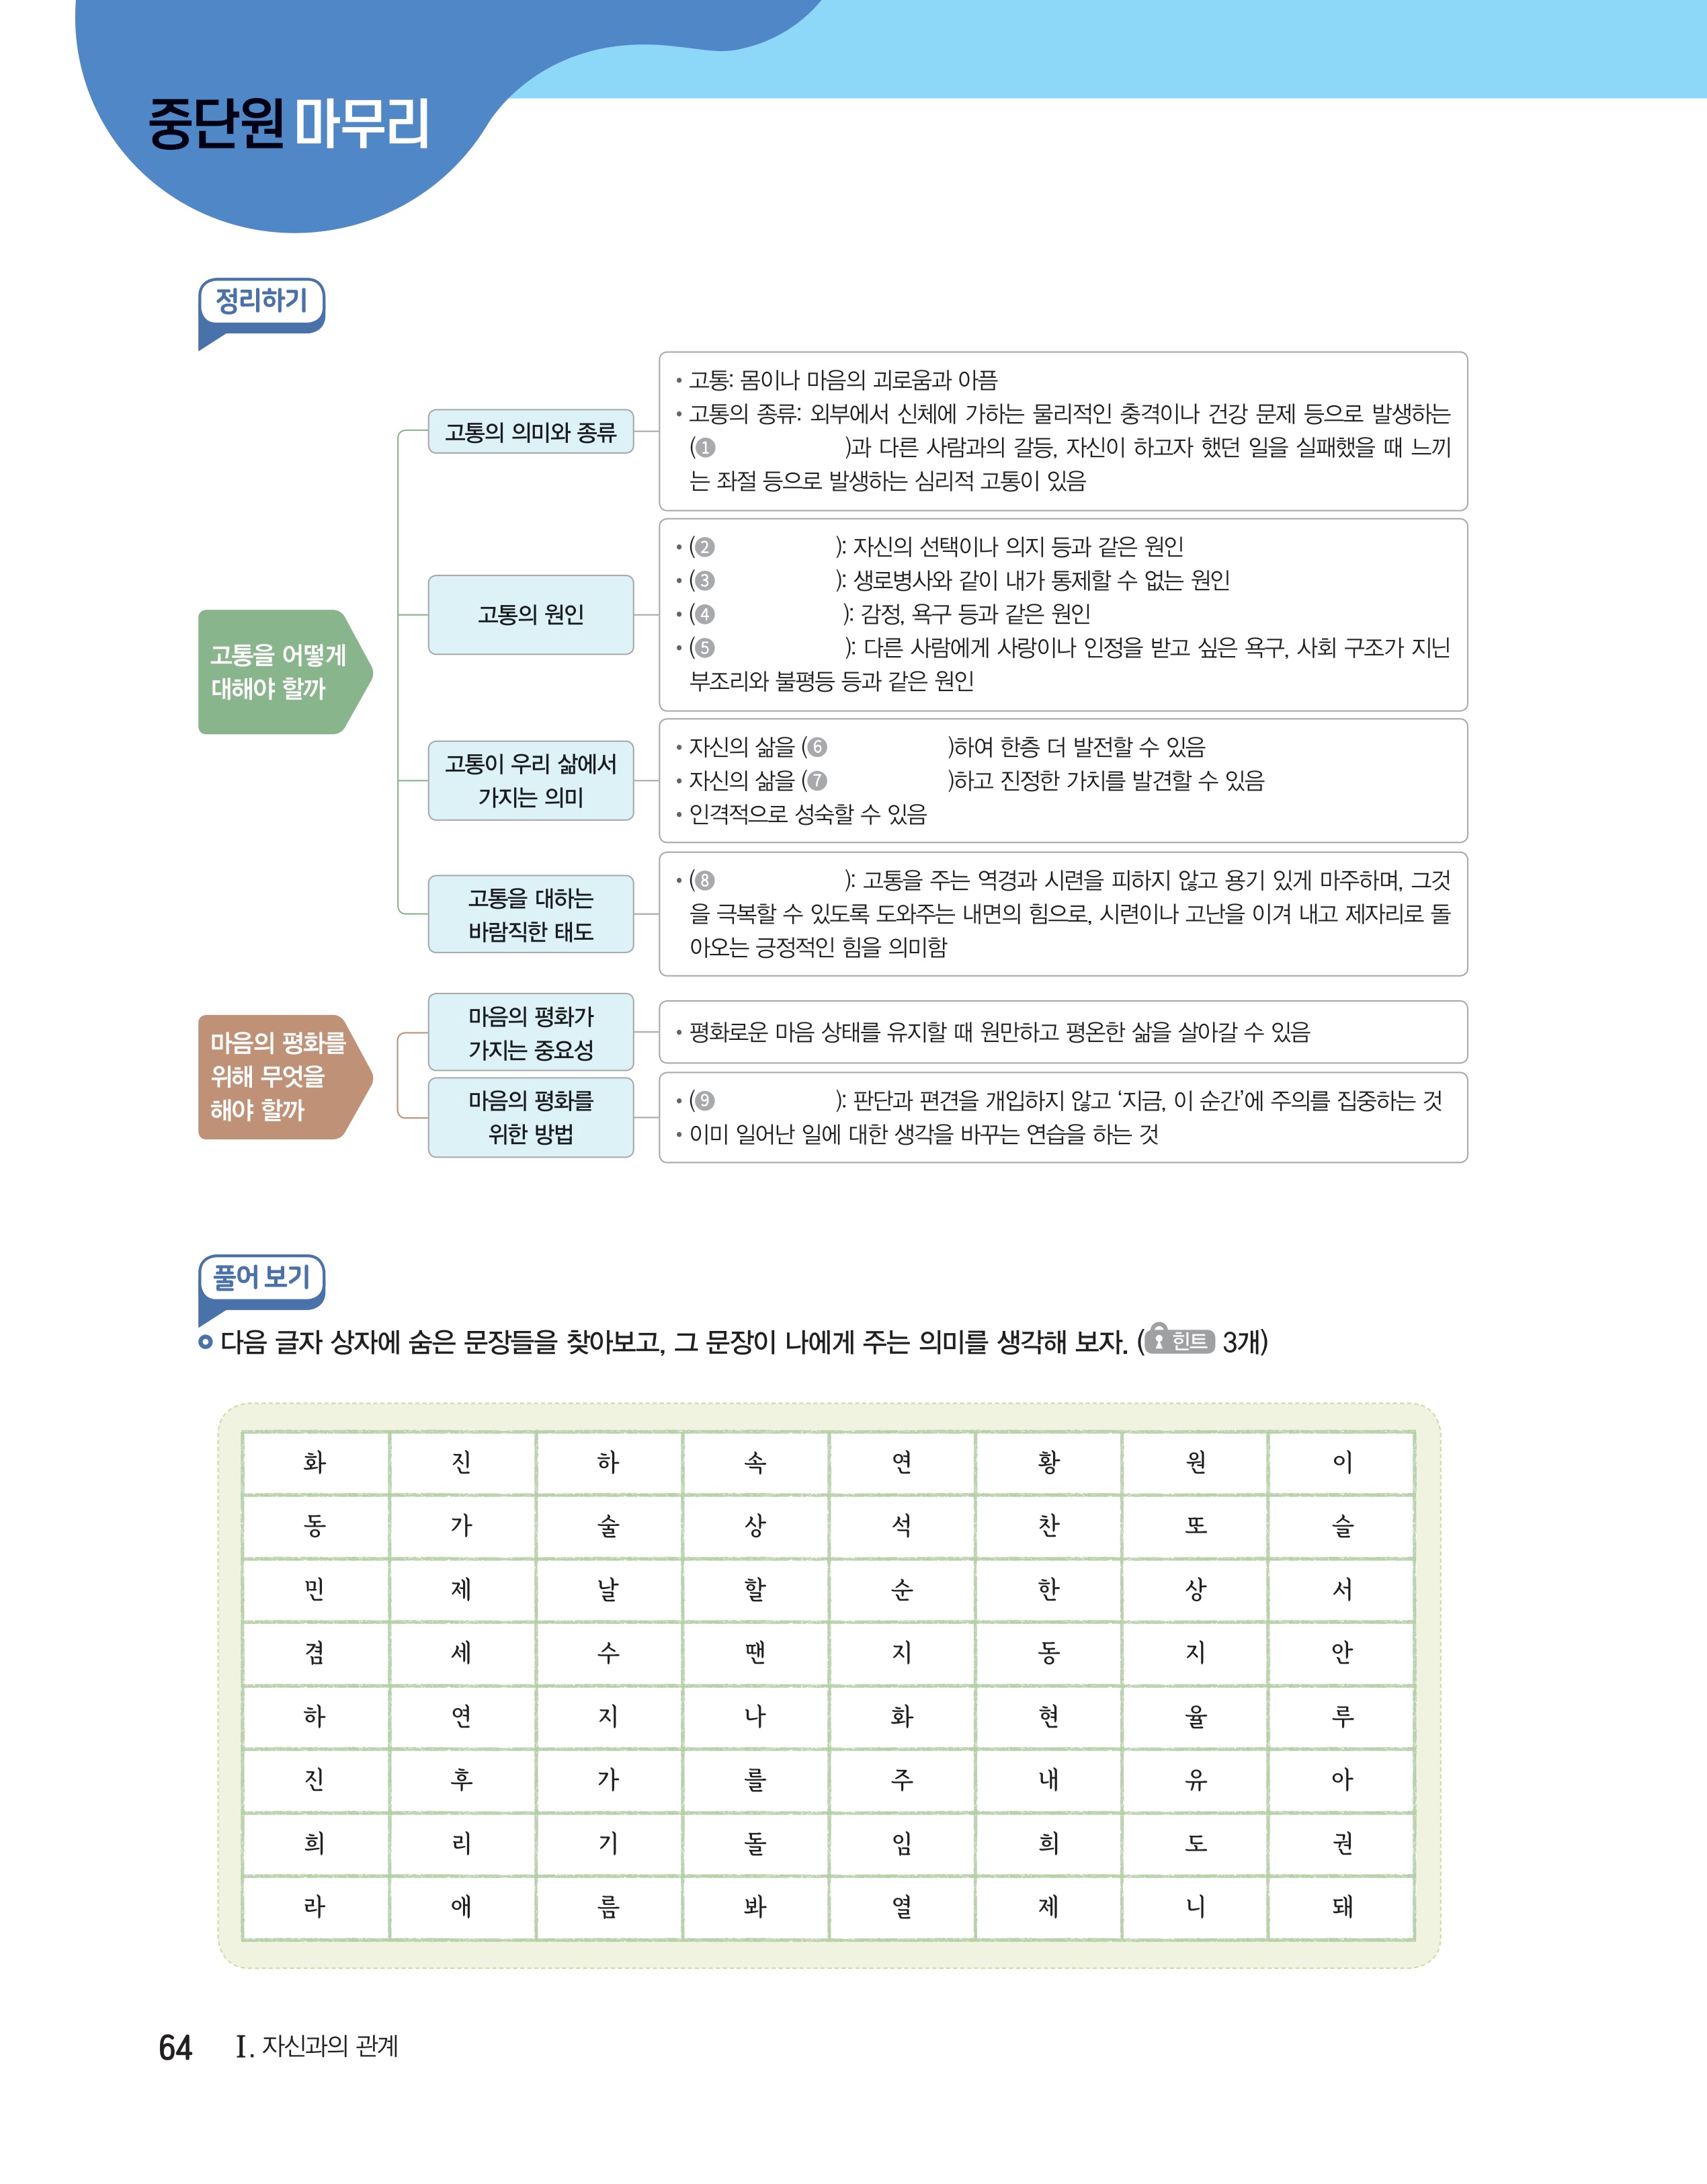 중단원 마무리
정리하기
고통을 어떻게
대해야 할까
고통의 의미와 종류
• 고통: 몸이나 마음의 괴로움과 아픔
• 고통의 종류: 외부에서 신체에 가하는 물리적인 충격이나 건강 문제 등으로 발생하는
(1 )과 다른 사람과의 갈등, 자신이 하고자 했던 일을 실패했을 때 느끼
는 좌절 등으로 발생하는 심리적 고통이 있음
고통의 원인
• (2 ): 자신의 선택이나 의지 등과 같은 원인
• (3 ): 생로병사와 같이 내가 통제할 수 없는 원인
• (4 ): 감정, 욕구 등과 같은 원인
• (5 ): 다른 사람에게 사랑이나 인정을 받고 싶은 욕구, 사회 구조가 지닌
부조리와 불평등 등과 같은 원인
고통이 우리 삶에서
가지는 의미
• 자신의 삶을 (6 )하여 한층 더 발전할 수 있음
• 자신의 삶을 (7 )하고 진정한 가치를 발견할 수 있음
• 인격적으로 성숙할 수 있음
고통을 대하는
바람직한 태도
• (8 ): 고통을 주는 역경과 시련을 피하지 않고 용기 있게 마주하며, 그것
을 극복할 수 있도록 도와주는 내면의 힘으로, 시련이나 고난을 이겨 내고 제자리로 돌
아오는 긍정적인 힘을 의미함
마음의 평화를
위해 무엇을
해야 할까
마음의 평화가
가지는 중요성
• 평화로운 마음 상태를 유지할 때 원만하고 평온한 삶을 살아갈 수 있음
마음의 평화를
위한 방법
• (9 ): 판단과 편견을 개입하지 않고 ‘지금, 이 순간’에 주의를 집중하는 것
• 이미 일어난 일에 대한 생각을 바꾸는 연습을 하는 것
풀어 보기
다음 글자 상자에 숨은 문장들을 찾아보고, 그 문장이 나에게 주는 의미를 생각해 보자. (힌트 3개)
화 진 하 속 연 황 원 이
동 가 술 상 석 찬 또 슬
민 제 날 할 순 한 상 서
겸 세 수 땐 지 동 지 안
하 연 지 나 화 현 율 루
진 후 가 를 주 내 유 아
희 리 기 돌 임 희 도 권
라 애 름 봐 열 제 니 돼
64 I. 자신과의 관계